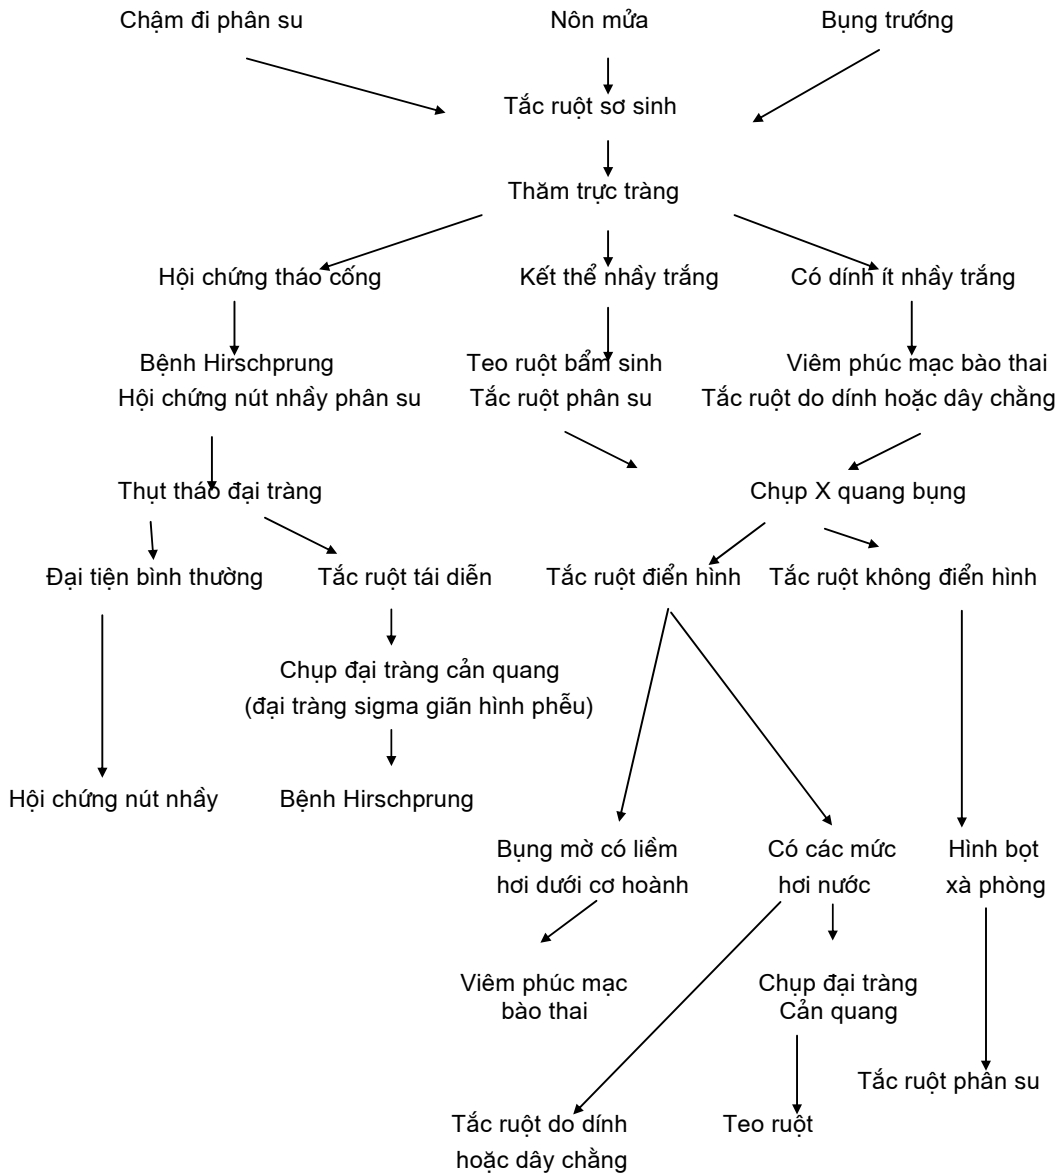 Chậm đi phân su
Nôn mửa
Bụng trướng
Tắc ruột sơ sinh
Thăm trực tràng
Hội chứng tháo cống
Kết thể nhầy trắng
Có dính ít nhầy trắng
Bệnh Hirschprung
Hội chứng nút nhầy phân su
Teo ruột bẩm sinh
Tắc ruột phân su
Viêm phúc mạc bào thai
Tắc ruột do dính hoặc dây chằng
Thụt tháo đại tràng
Chụp X quang bụng
Đại tiện bình thường
Tắc ruột tái diễn
Tắc ruột điển hình
Tắc ruột không điển hình
Chụp đại tràng cản quang
(đại tràng sigma giãn hình phễu)
Hội chứng nút nhầy
Bệnh Hirschprung
Bụng mờ có liềm
hơi dưới cơ hoành
Có các mức
hơi nước
Hình bọt
xà phòng
Viêm phúc mạc
bào thai
Chụp đại tràng
Cản quang
Tắc ruột phân su
Tắc ruột do dính
hoặc dây chằng
Teo ruột